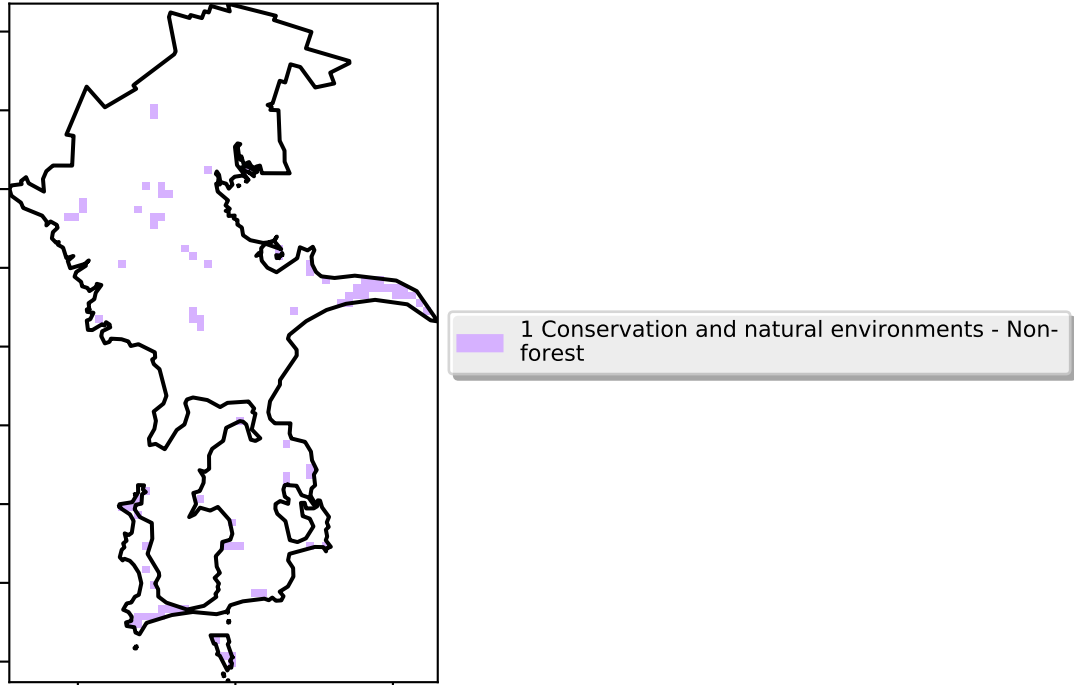 1 Conservation and natural environments - Non-
forest